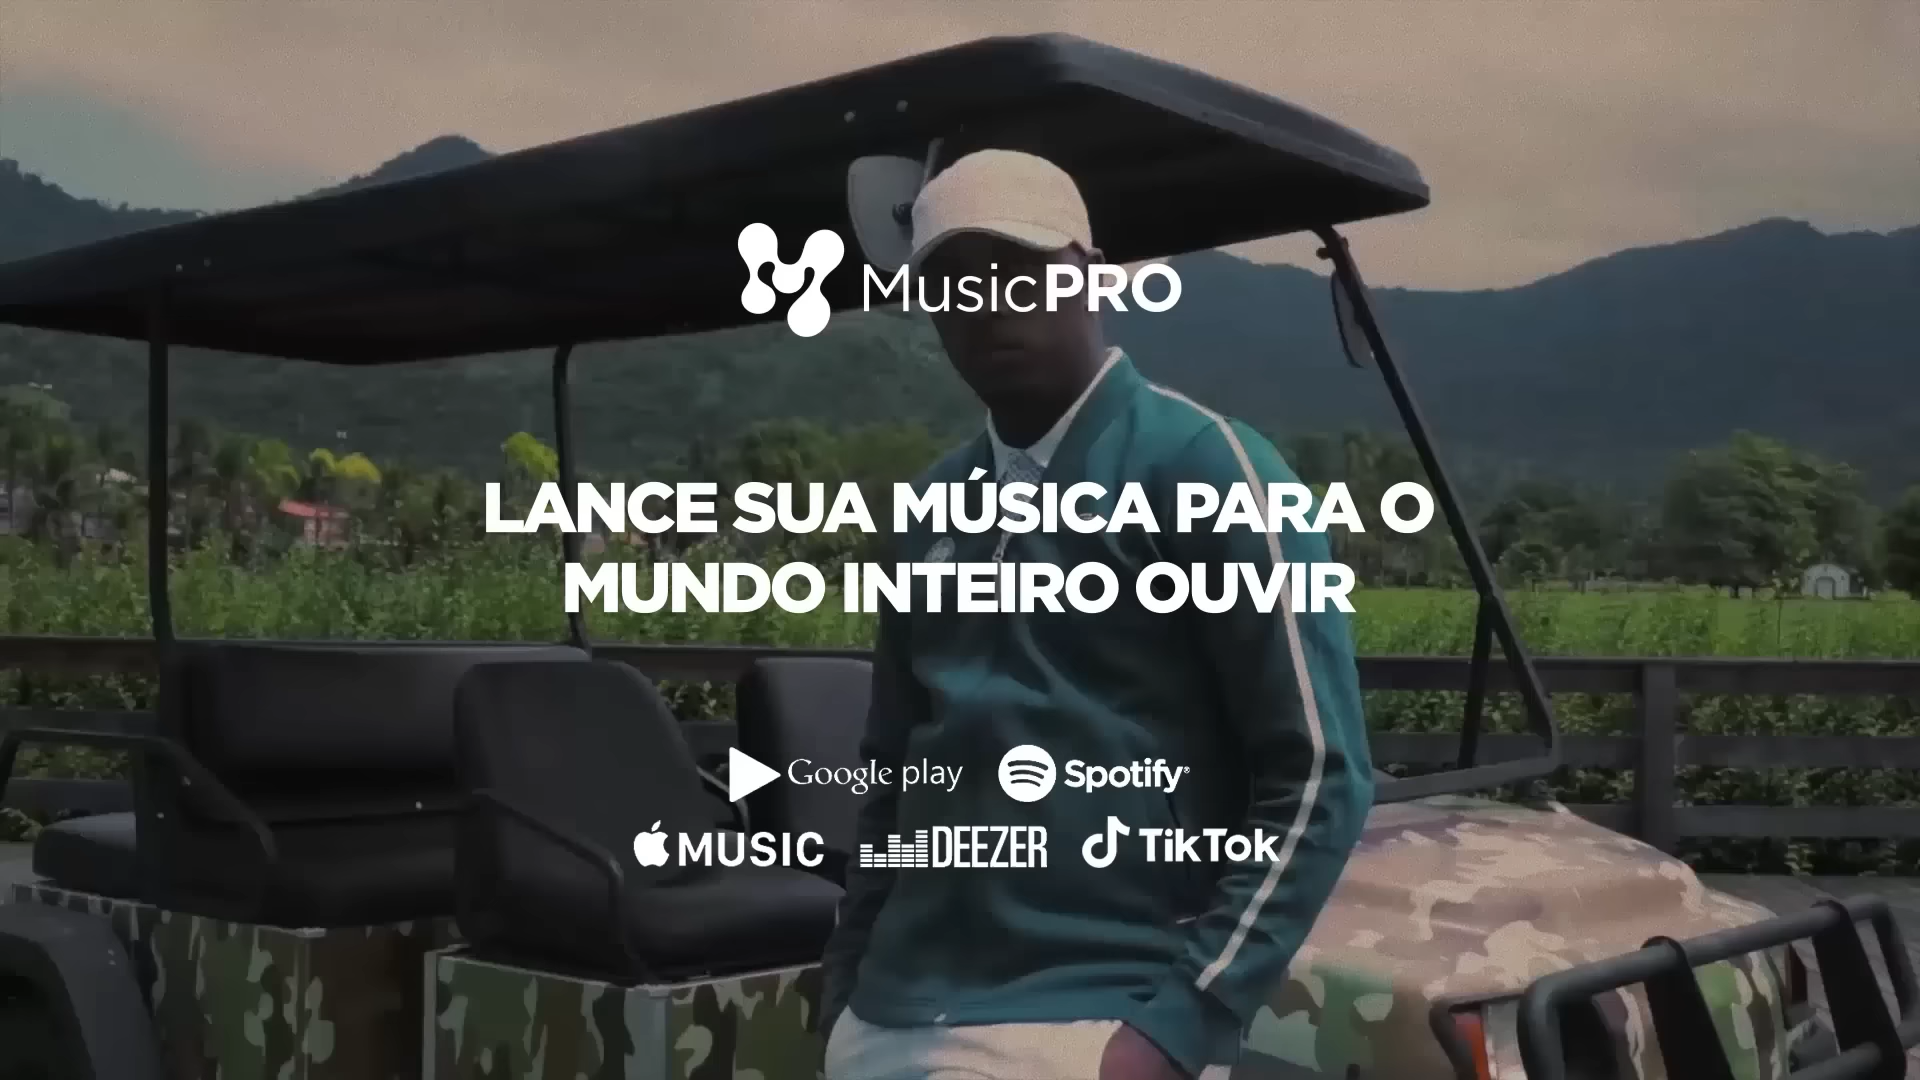 MusicPRO
LANCE SUA MÚSICA PARA O
MUNDO INTEIRO OUVIR
Google play
Spotify
MUSIC
DEEZER
TikTok